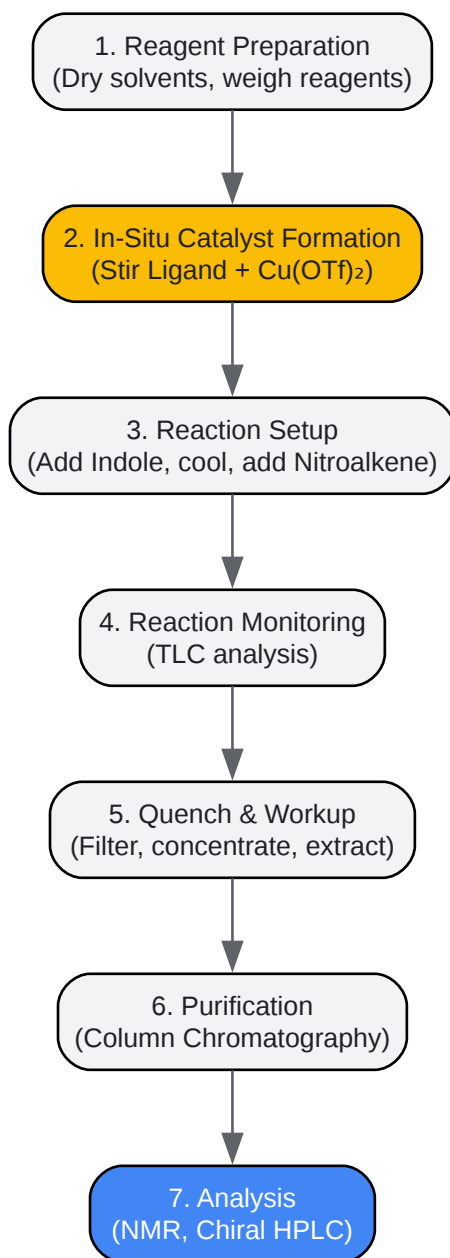 1. Reagent Preparation
(Dry solvents, weigh reagents)
2. In-Situ Catalyst Formation
(Stir Ligand + Cu(OTf)₂)
3. Reaction Setup
(Add Indole, cool, add Nitroalkene)
4. Reaction Monitoring
(TLC analysis)
5. Quench & Workup
(Filter, concentrate, extract)
6. Purification
(Column Chromatography)
7. Analysis
(NMR, Chiral HPLC)